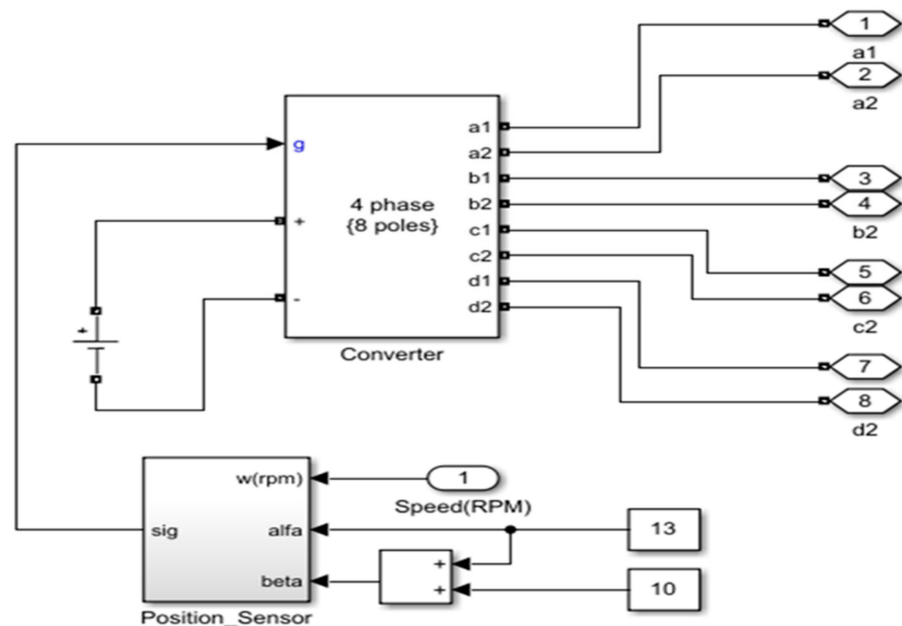 1
a1
2
a2
g
+
-
4 phase
{8 poles}
a1
a2
b1
b2
c1
c2
d1
d2
Converter
3
4
b2
5
6
c2
7
8
d2
+
w(rpm)
sig
alfa
beta
Position_Sensor
1
Speed(RPM)
13
+
+
10